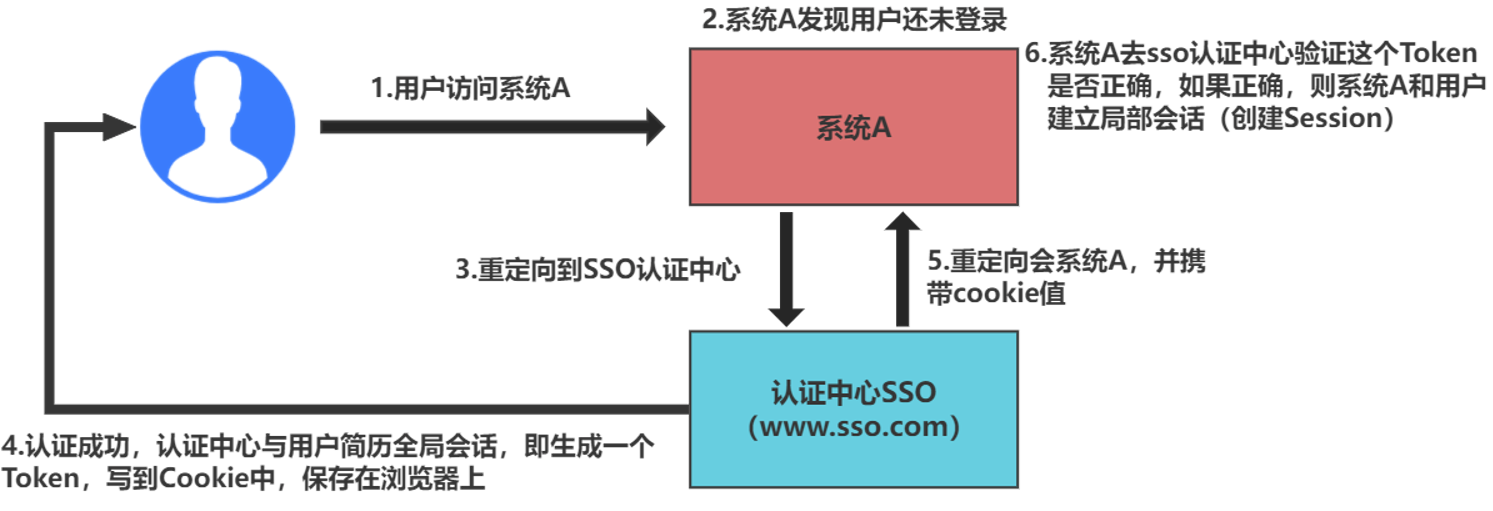 2.系统A发现用户还未登录
1.用户访问系统A
系统A
6.系统A去sso认证中心验证这个Token
是否正确，如果正确，则系统A和用户
建立局部会话（创建Session）
3.重定向到SSO认证中心
5.重定向会系统A，并携
带cookie值
认证中心SSO
（www.sso.com）
4.认证成功，认证中心与用户简历全局会话，即生成一个
Token，写到Cookie中，保存在浏览器上